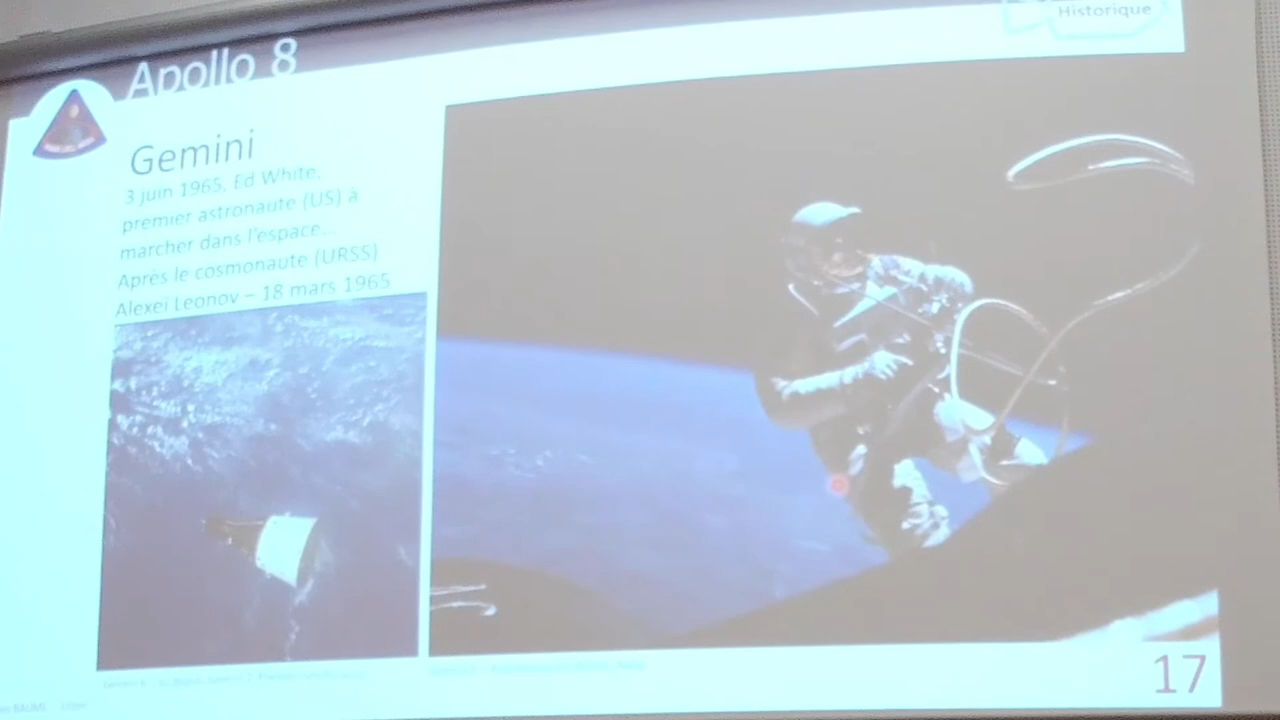 Historique
Apollo 8
Gemini
3 juin 1965, Ed White,
premier astronaute (US) à
marcher dans l'espace...
Après le cosmonaute (URSS)
Alexei Leonov – 18 mars 1965
17
BAUMI